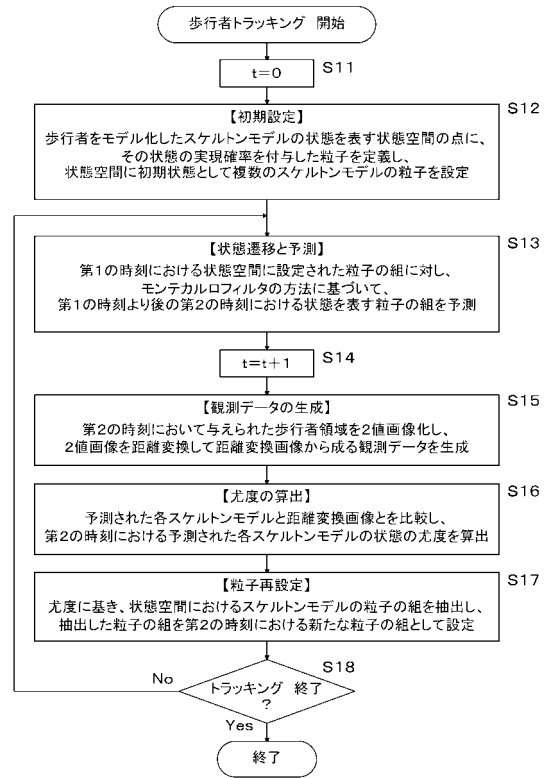 歩行者トラッキング 開始
t=0
S11
S12
【初期設定】
歩行者をモデル化したスケルトンモデルの状態を表す状態空間の点に、
その状態の実現確率を付与した粒子を定義し、
状態空間に初期状態として複数のスケルトンモデルの粒子を設定
S13
【状態遷移と予測】
第1の時刻における状態空間に設定された粒子の組に対し、
モンテカルロフィルタの方法に基づいて、
第1の時刻より後の第2の時刻における状態を表す粒子の組を予測
t=t+1
S14
S15
【観測データの生成】
第2の時刻において与えられた歩行者領域を2値画像化し、
2値画像を距離変換して距離変換画像から成る観測データを生成
S16
【尤度の算出】
予測された各スケルトンモデルと距離変換画像とを比較し、
第2の時刻における予測された各スケルトンモデルの状態の尤度を算出
S17
【粒子再設定】
尤度に基き、状態空間におけるスケルトンモデルの粒子の組を抽出し、
抽出した粒子の組を第2の時刻における新たな粒子の組として設定
S18
No
トラッキング 終了
?
Yes
終了